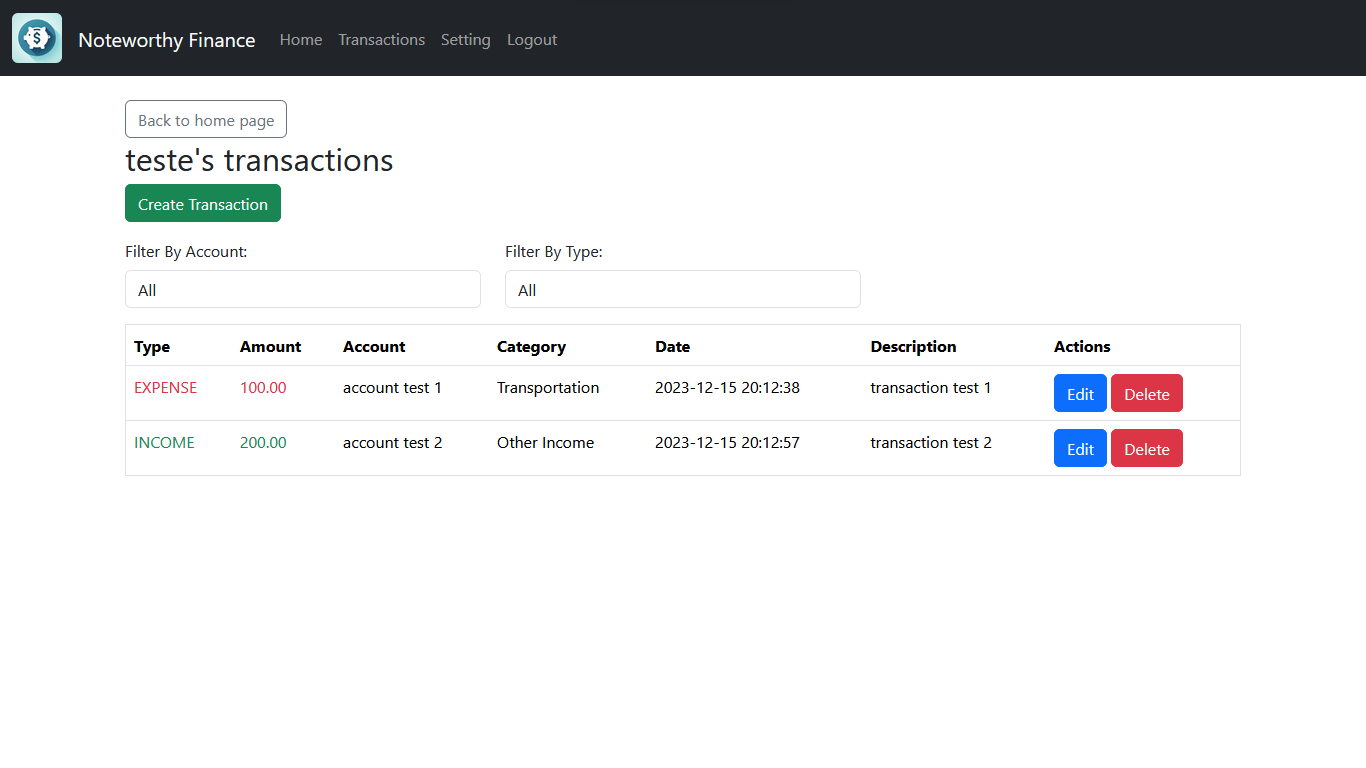 Noteworthy Finance Home Transactions Setting Logout
Back to home page
teste's transactions
Create Transaction
Filter By Account: Filter By Type:
All All
Type Amount Account Category Date Description Actions
EXPENSE 100.00 account test 1 Transportation 2023-12-15 20:12:38 transaction test 1 Edit Delete
INCOME 200.00 account test 2 Other Income 2023-12-15 20:12:57 transaction test 2 Edit Delete